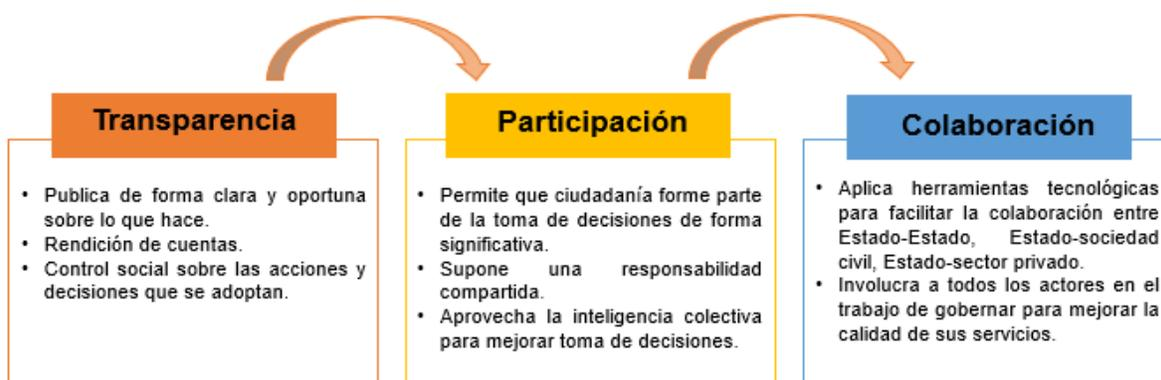 Transparencia
• Publica de forma clara y oportuna
sobre lo que hace.
• Rendición de cuentas.
• Control social sobre las acciones y
decisiones que se adoptan.
Participación
• Permite que ciudadanía forme parte
de la toma de decisiones de forma
significativa.
• Supone una responsabilidad
compartida.
• Aprovecha la inteligencia colectiva
para mejorar toma de decisiones.
Colaboración
• Aplica herramientas tecnológicas
para facilitar la colaboración entre
Estado-Estado, Estado-sociedad
civil, Estado-sector privado.
• Involucra a todos los actores en el
trabajo de gobernar para mejorar la
calidad de sus servicios.